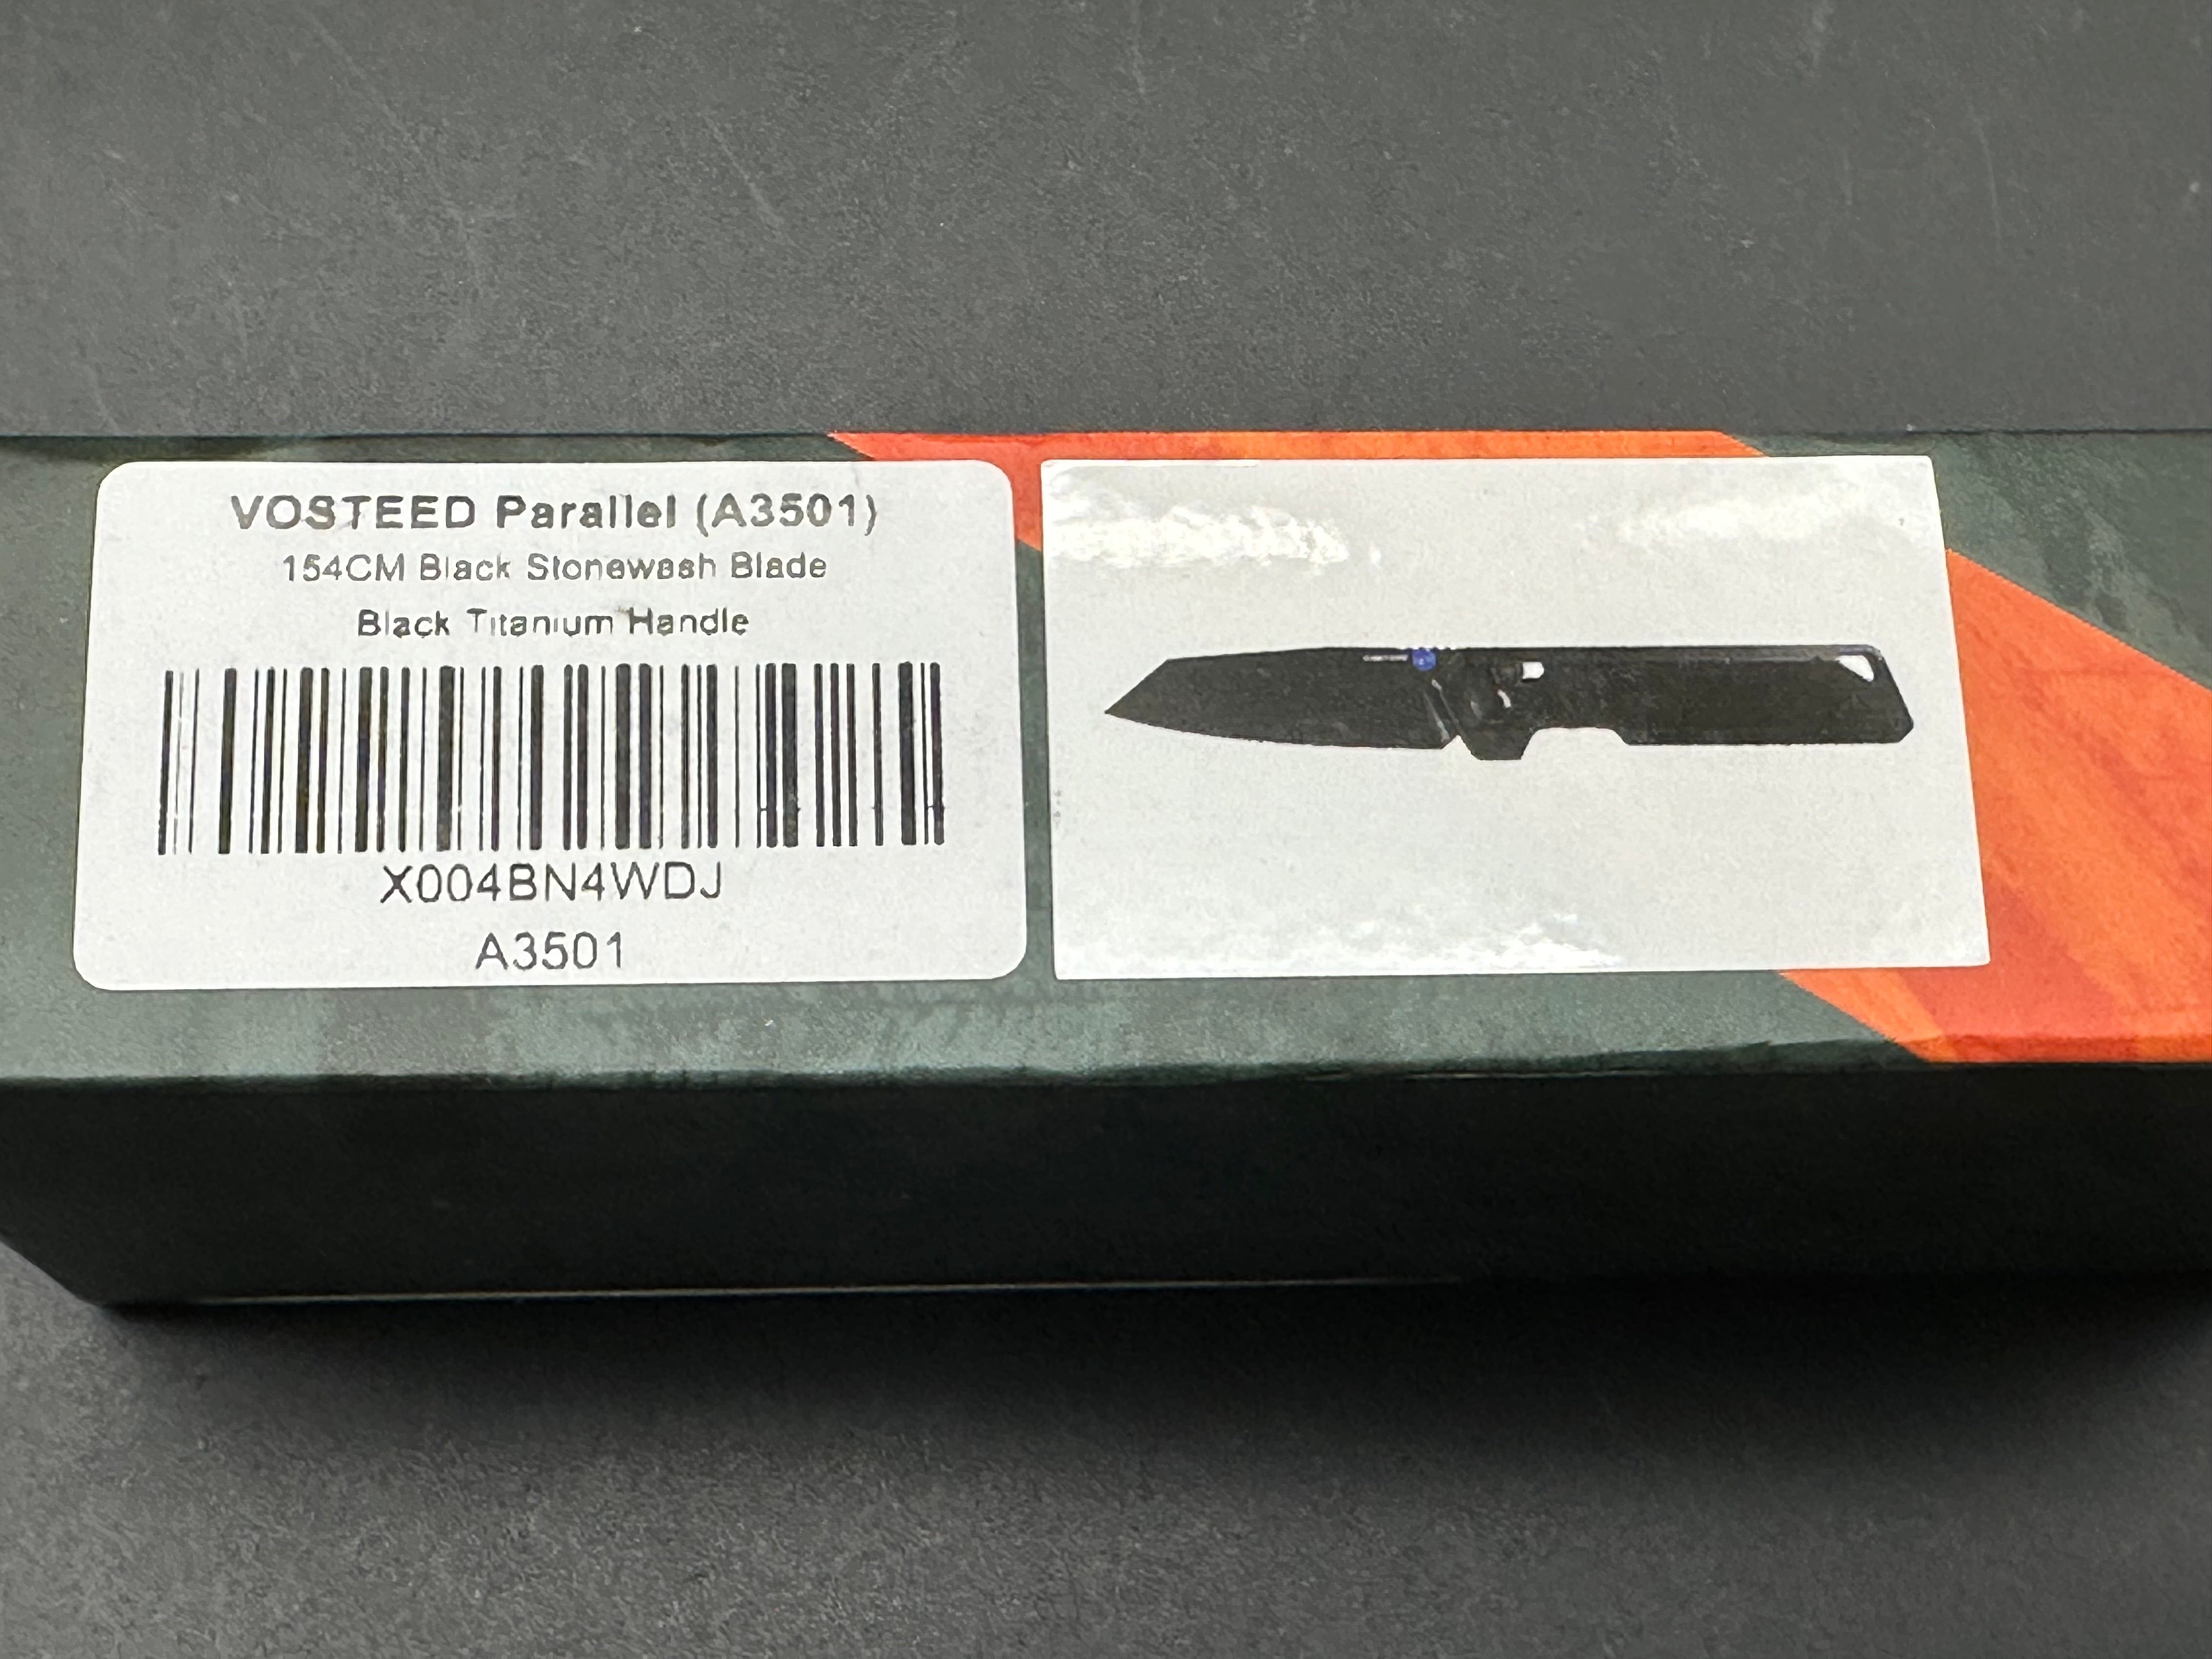 VOSTEED Parallel (A3501)
154CM Black Stonewash Blade
Black Titanium Handle
X004BN4WDJ
A3501